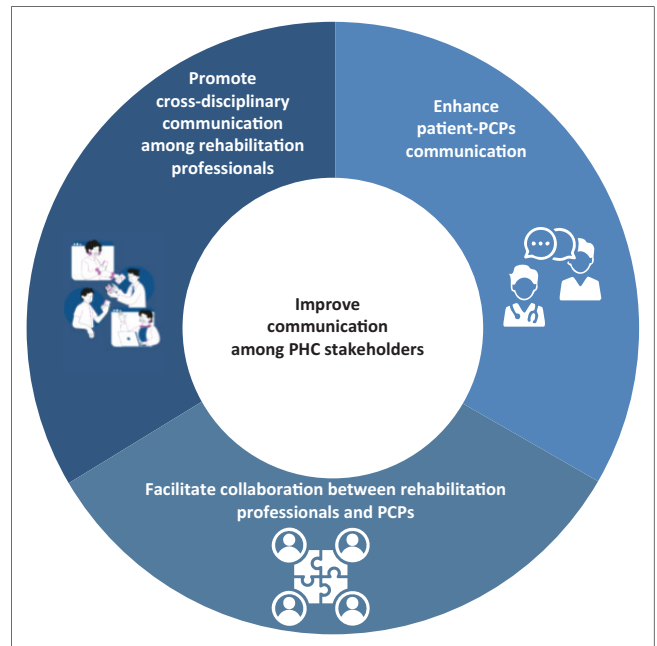 Promote
cross-disciplinary
communication
among rehabilitation
professionals
Enhance
patient-PCPs
communication
Improve
communication
among PHC stakeholders
Facilitate collaboration between rehabilitation
professionals and PCPs